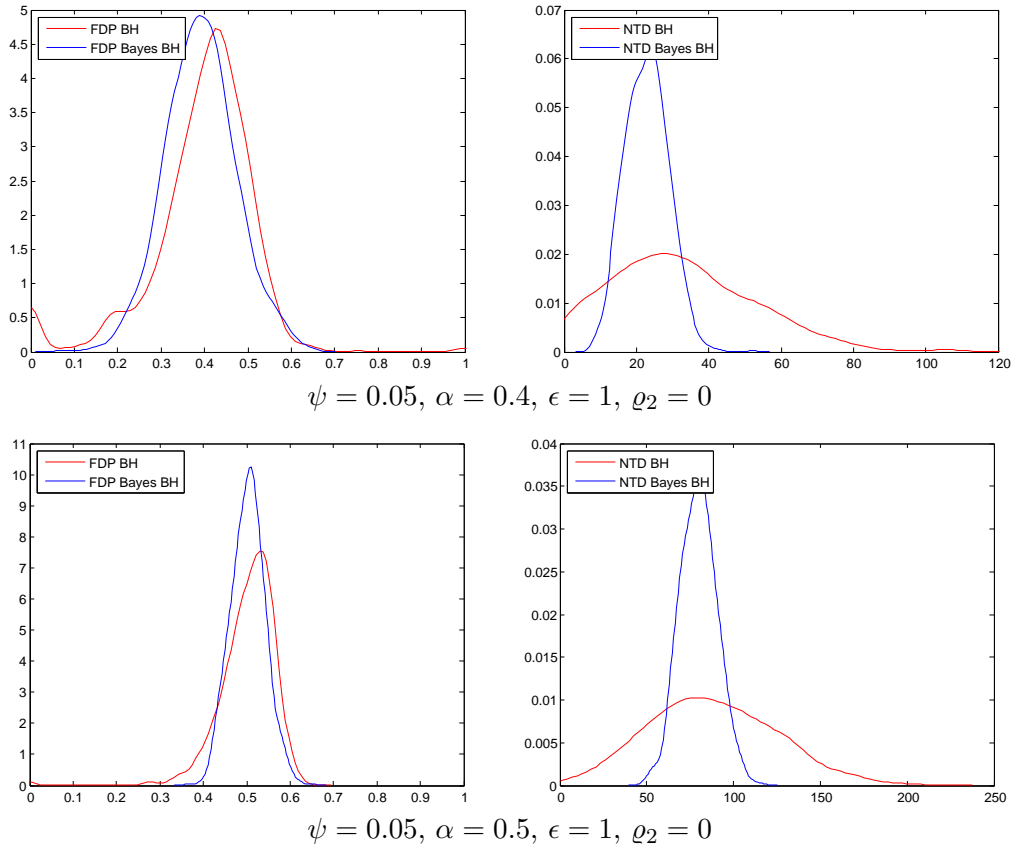 FDP BH
FDP Bayes BH
5
4.5
4
3.5
3
2.5
2
1.5
1
0.5
0
0 0.1 0.2 0.3 0.4 0.5 0.6 0.7 0.8 0.9 1
NTD BH
NTD Bayes BH
0.07
0.06
0.05
0.04
0.03
0.02
0.01
0
0 20 40 60 80 100 120
ψ = 0.05, α = 0.4, ϵ = 1, ϱ₂ = 0
FDP BH
FDP Bayes BH
11
10
9
8
7
6
5
4
3
2
1
0
0 0.1 0.2 0.3 0.4 0.5 0.6 0.7 0.8 0.9 1
NTD BH
NTD Bayes BH
0.04
0.035
0.03
0.025
0.02
0.015
0.01
0.005
0
0 50 100 150 200 250
ψ = 0.05, α = 0.5, ϵ = 1, ϱ₂ = 0